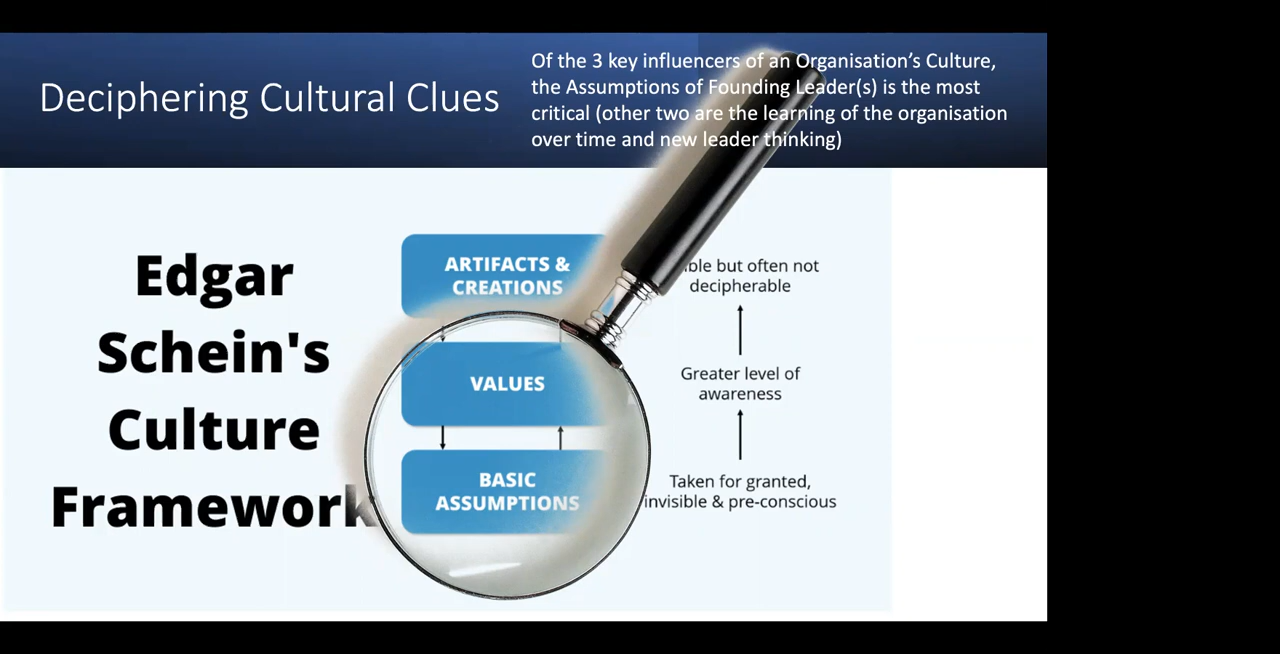 Deciphering Cultural Clues
Of the 3 key influencers of an Organisation's Culture,
the Assumptions of Founding Leader(s) is the most
critical (other two are the learning of the organisation
over time and new leader thinking)
Edgar
Schein's
Culture
Framework
ARTIFACTS &
CREATIONS
but often not
decipherable
VALUES
Greater level of
awareness
BASIC
ASSUMPTIONS
Taken for granted,
invisible & pre-conscious